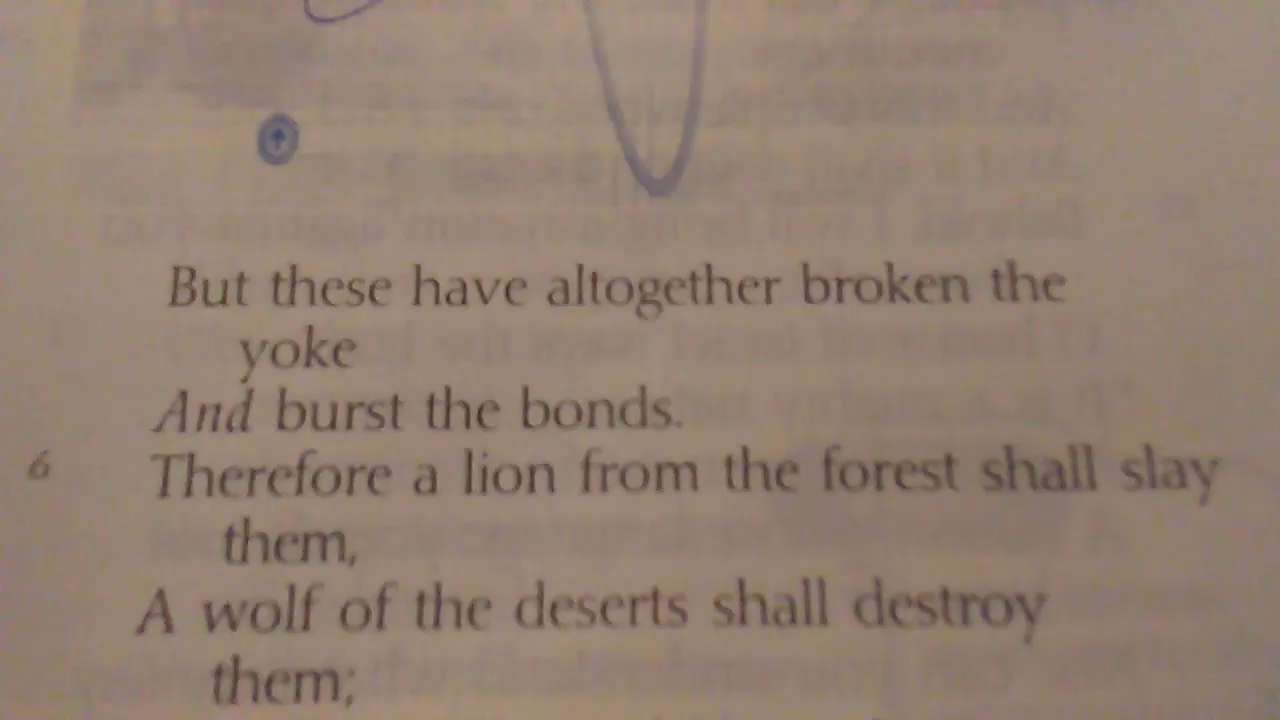 But these have altogether broken the
yoke
And burst the bonds.
6 Therefore a lion from the forest shall slay
them,
A wolf of the deserts shall destroy
them;